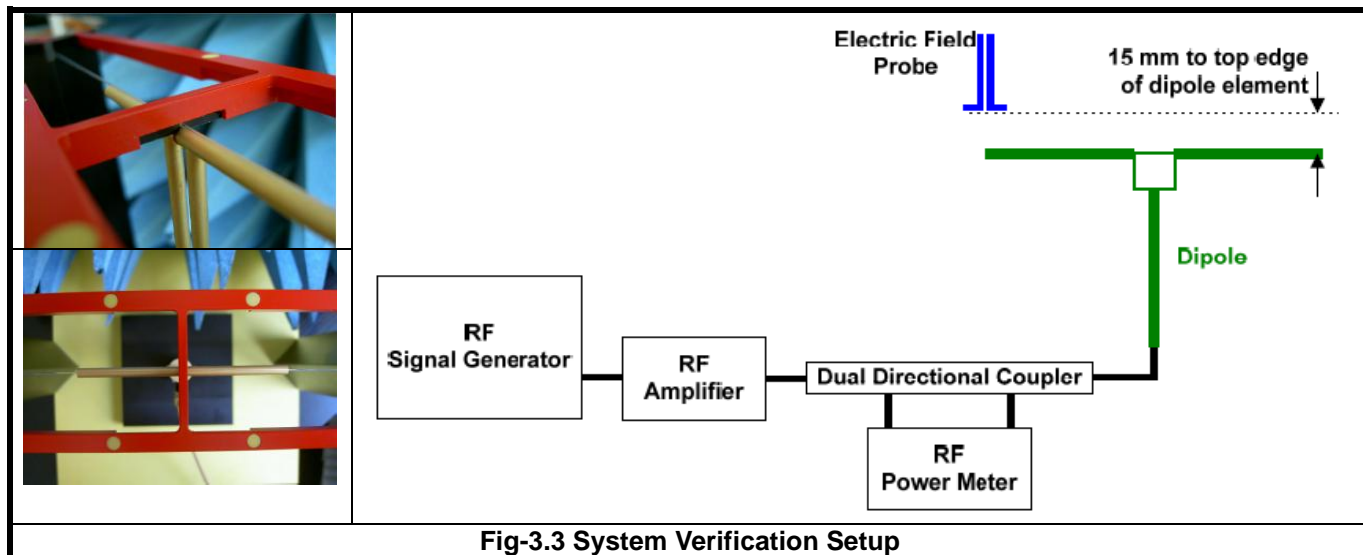 Electric Field
Probe
15 mm to top edge
of dipole element
Dipole
RF
Signal Generator
RF
Amplifier
Dual Directional Coupler
RF
Power Meter
Fig-3.3 System Verification Setup